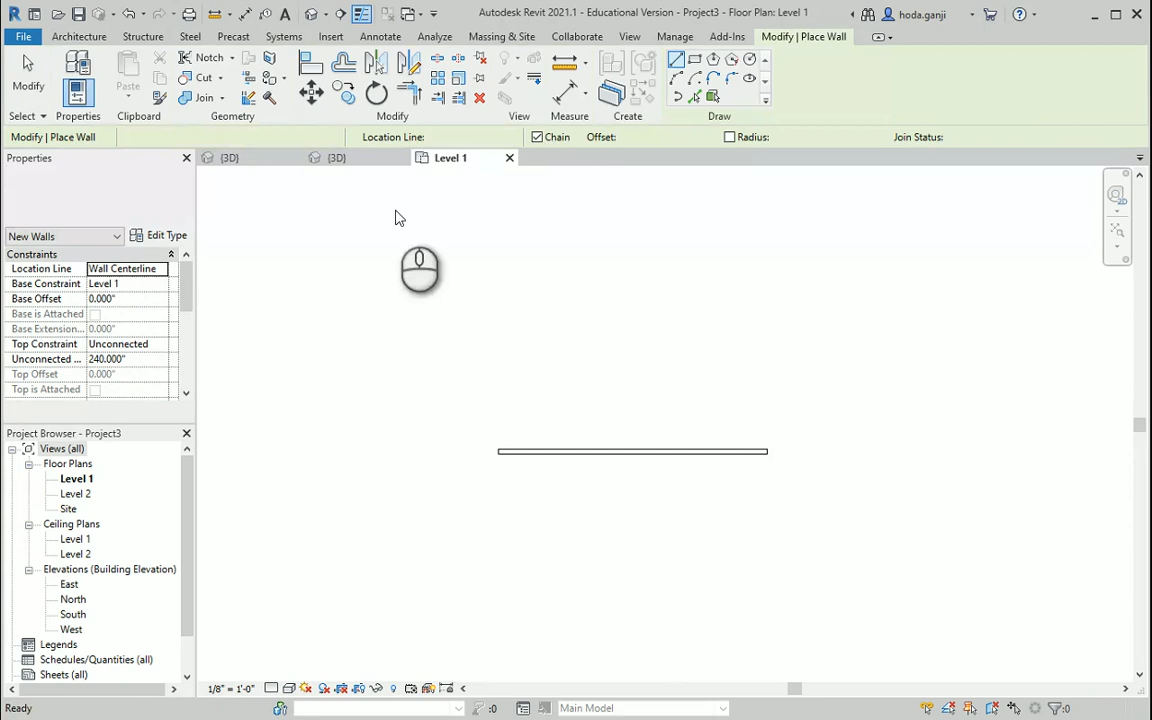 Autodesk Revit 2021.1 - Educational Version - Project3 - Floor Plan: Level 1
hoda.ganji
File Architecture Structure Steel Precast Systems Insert Annotate Analyze Massing & Site Collaborate View Manage Add-Ins Modify | Place Wall
Modify
Properties
Paste
Notch
Cut
Join
Select Properties Clipboard Geometry Modify View Measure Create Draw
Modify | Place Wall Location Line: Chain Offset: Radius: Join Status:
Properties
{3D} {3D} Level 1
New Walls Edit Type
Constraints
Location Line Wall Centerline
Base Constraint Level 1
Base Offset 0.000"
Base is Attached
Base Extension... 0.000"
Top Constraint Unconnected
Unconnected ... 240.000"
Top Offset 0.000"
Top is Attached
Project Browser - Project3
Views (all)
Floor Plans
Level 1
Level 2
Site
Ceiling Plans
Level 1
Level 2
Elevations (Building Elevation)
East
North
South
West
Legends
Schedules/Quantities (all)
Sheets (all)
1/8" = 1'-0"
Ready :0 Main Model :0